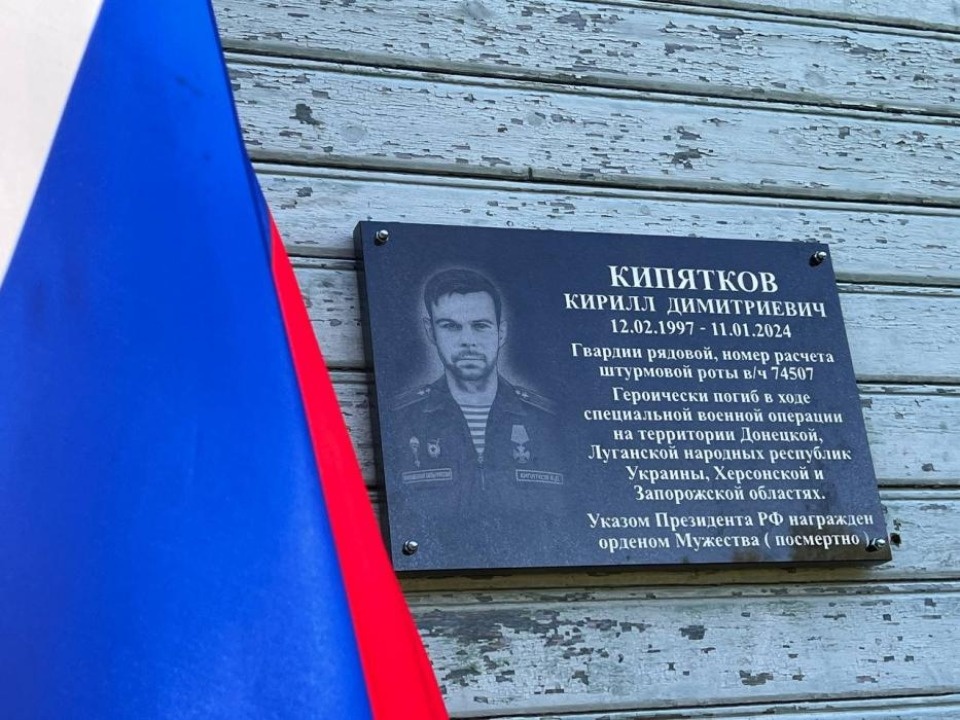 КИПЯТКОВ
КИРИЛЛ ДИМИТРИЕВИЧ
12.02.1997 - 11.01.2024
Гвардии рядовой, номер расчета
штурмовой роты в/ч 74507
Героически погиб в ходе
специальной военной операции
на территории Донецкой,
Луганской народных республик
Украины, Херсонской и
Запорожской областях.
Указом Президента РФ награжден
орденом Мужества ( посмертно )
КИПЯТКОВ К.Д.